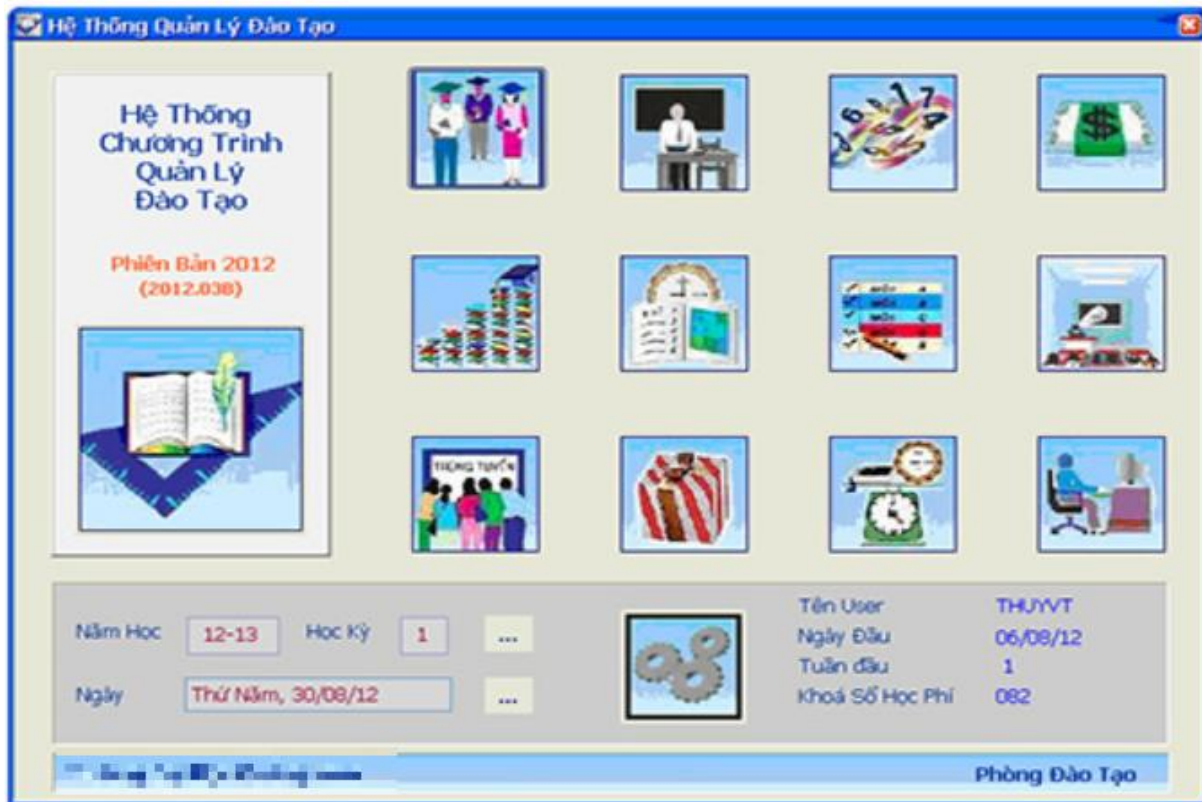 Hệ Thống Quản Lý Đào Tạo
Hệ Thống
Chương Trình
Quản Lý
Đào Tạo
Phiên Bản 2012
(2012.038)
TRÚNG TUYỂN
Năm Học 12-13 Học Kỳ 1 ...
Ngày Thứ Năm, 30/08/12 ...
Tên User THUYVT
Ngày Đầu 06/08/12
Tuần đầu 1
Khoá Sổ Học Phí 082
Phòng Đào Tạo